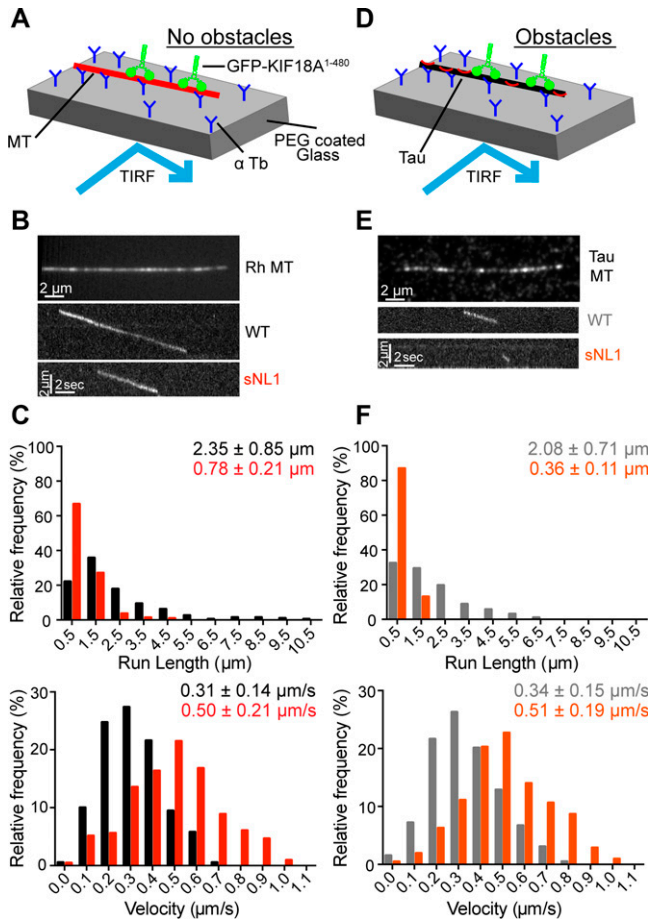 A
No obstacles
GFP-KIF18A1-480
MT
α Tb
PEG coated
Glass
TIRF
D
Obstacles
Tau
TIRF
B
Rh MT
2 μm
WT
2μm
2sec
sNL1
E
Tau
MT
2 μm
WT
2μm
2sec
sNL1
C
Relative frequency (%)
100
80
60
40
20
0
2.35 ± 0.85 μm
0.78 ± 0.21 μm
0.5
1.5
2.5
3.5
4.5
5.5
6.5
7.5
8.5
9.5
10.5
Run Length (μm)
Relative frequency (%)
30
20
10
0
0.31 ± 0.14 μm/s
0.50 ± 0.21 μm/s
0.0
0.1
0.2
0.3
0.4
0.5
0.6
0.7
0.8
0.9
1.0
1.1
Velocity (μm/s)
F
Relative frequency (%)
100
80
60
40
20
0
2.08 ± 0.71 μm
0.36 ± 0.11 μm
0.5
1.5
2.5
3.5
4.5
5.5
6.5
7.5
8.5
9.5
10.5
Run Length (μm)
Relative frequency (%)
30
20
10
0
0.34 ± 0.15 μm/s
0.51 ± 0.19 μm/s
0.0
0.1
0.2
0.3
0.4
0.5
0.6
0.7
0.8
0.9
1.0
1.1
Velocity (μm/s)